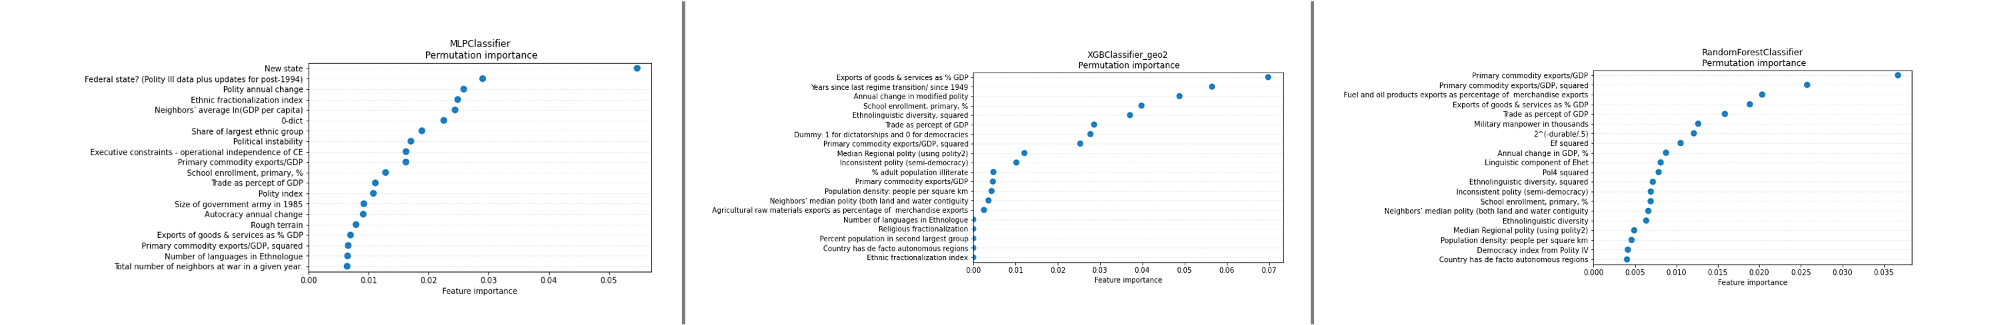 MLPClassifier
Permutation importance
New state
Federal state? (Polity III data plus updates for post-1994)
Polity annual change
Ethnic fractionalization index
Neighbors' average ln(GDP per capita)
0-dict
Share of largest ethnic group
Political instability
Executive constraints - operational independence of CE
Primary commodity exports/GDP
School enrollment, primary, %
Trade as percept of GDP
Polity index
Size of government army in 1985
Autocracy annual change
Rough terrain
Exports of goods & services as % GDP
Primary commodity exports/GDP, squared
Number of languages in Ethnologue
Total number of neighbors at war in a given year.
0.00 0.01 0.02 0.03 0.04 0.05
Feature importance
XGBClassifier_geo2
Permutation importance
Exports of goods & services as % GDP
Years since last regime transition/ since 1949
Annual change in modified polity
School enrollment, primary, %
Ethnolinguistic diversity, squared
Trade as percept of GDP
Dummy: 1 for dictatorships and 0 for democracies
Primary commodity exports/GDP, squared
Median Regional polity (using polity2)
Inconsistent polity (semi-democracy)
% adult population illiterate
Primary commodity exports/GDP
Population density: people per square km
Neighbors' median polity (both land and water contiguity
Agricultural raw materials exports as percentage of merchandise exports
Number of languages in Ethnologue
Religious fractionalization
Percent population in second largest group
Country has de facto autonomous regions
Ethnic fractionalization index
0.00 0.01 0.02 0.03 0.04 0.05 0.06 0.07
Feature importance
RandomForestClassifier
Permutation importance
Primary commodity exports/GDP
Primary commodity exports/GDP, squared
Fuel and oil products exports as percentage of merchandise exports
Exports of goods & services as % GDP
Trade as percept of GDP
Military manpower in thousands
2^(-durable/.5)
Ef squared
Annual change in GDP, %
Linguistic component of Ehet
Pol4 squared
Ethnolinguistic diversity, squared
Inconsistent polity (semi-democracy)
School enrollment, primary, %
Neighbors' median polity (both land and water contiguity
Ethnolinguistic diversity
Median Regional polity (using polity2)
Population density: people per square km
Democracy index from Polity IV
Country has de facto autonomous regions
0.000 0.005 0.010 0.015 0.020 0.025 0.030 0.035
Feature importance